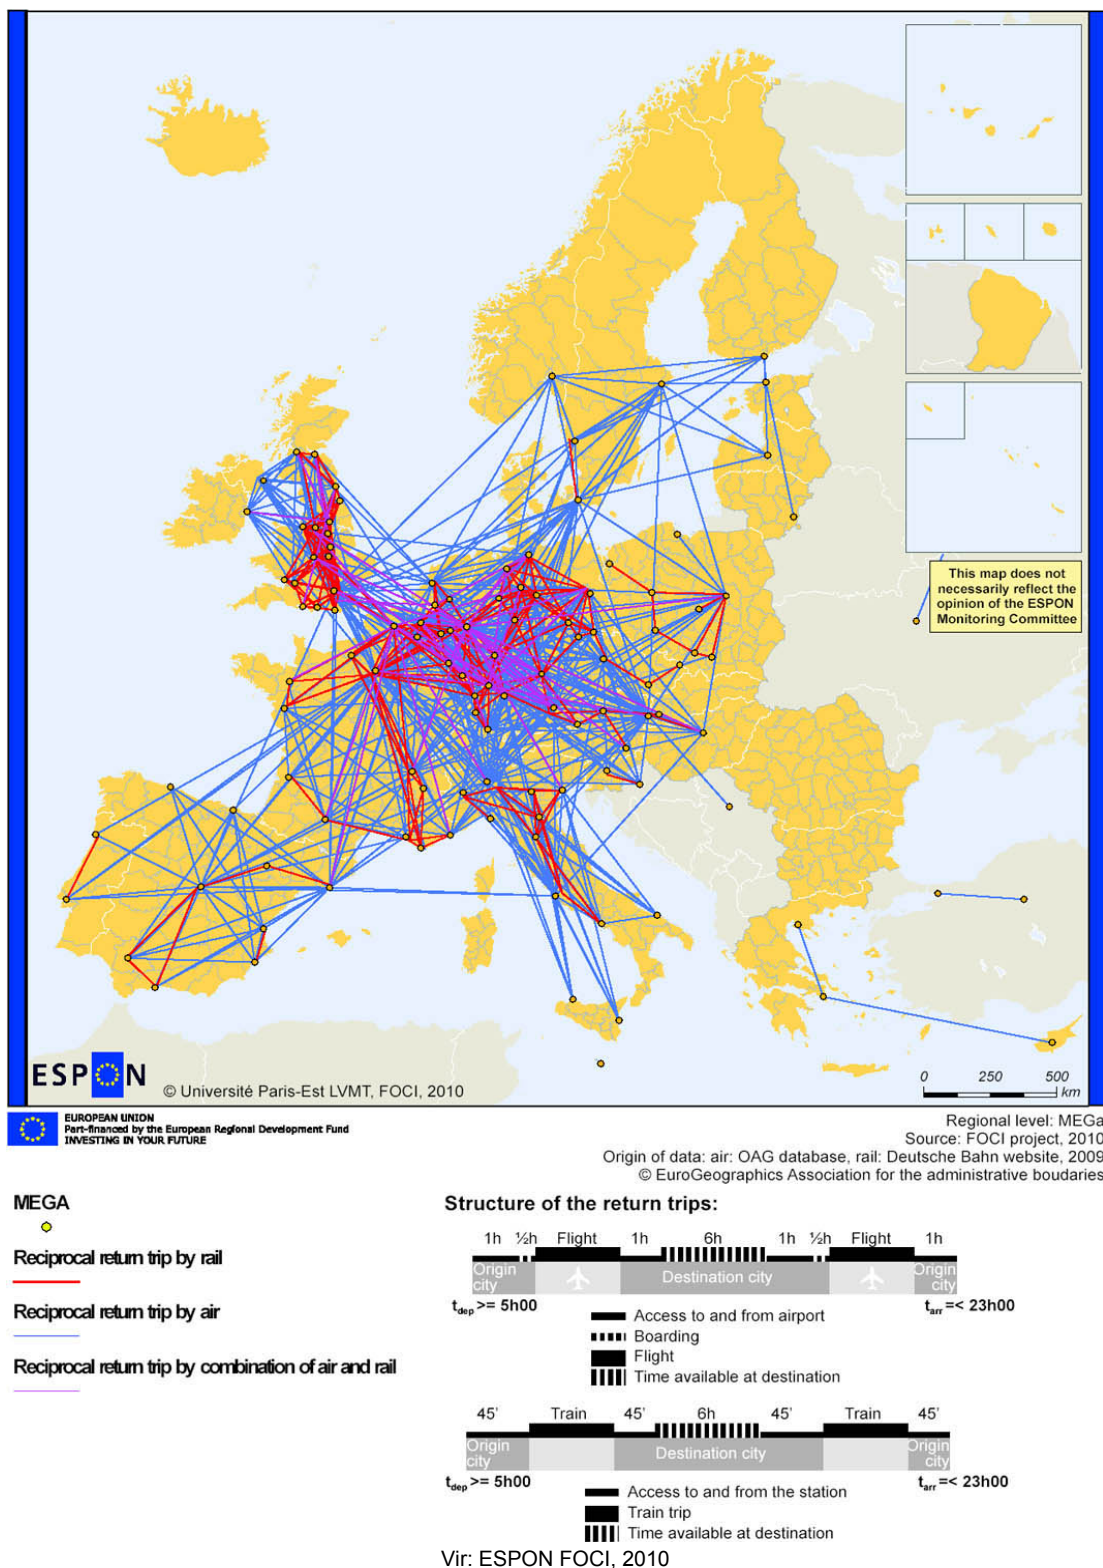 This map does not
necessarily reflect the
opinion of the ESPON
Monitoring Committee
ESPON
© Université Paris-Est LVMT, FOCI, 2010
0 250 500
km
EUROPEAN UNION
Part-financed by the European Regional Development Fund
INVESTING IN YOUR FUTURE
Regional level: MEGa
Source: FOCI project, 2010
Origin of data: air: OAG database, rail: Deutsche Bahn website, 2009
© EuroGeographics Association for the administrative boudaries
MEGA
Reciprocal return trip by rail
Reciprocal return trip by air
Reciprocal return trip by combination of air and rail
Structure of the return trips:
1h ½h Flight 1h 6h 1h ½h Flight 1h
Origin city Destination city Origin city
tdep >= 5h00 tarr =< 23h00
Access to and from airport
Boarding
Flight
Time available at destination
45' Train 45' 6h 45' Train 45'
Origin city Destination city Origin city
tdep >= 5h00 tarr =< 23h00
Access to and from the station
Train trip
Time available at destination
Vir: ESPON FOCI, 2010